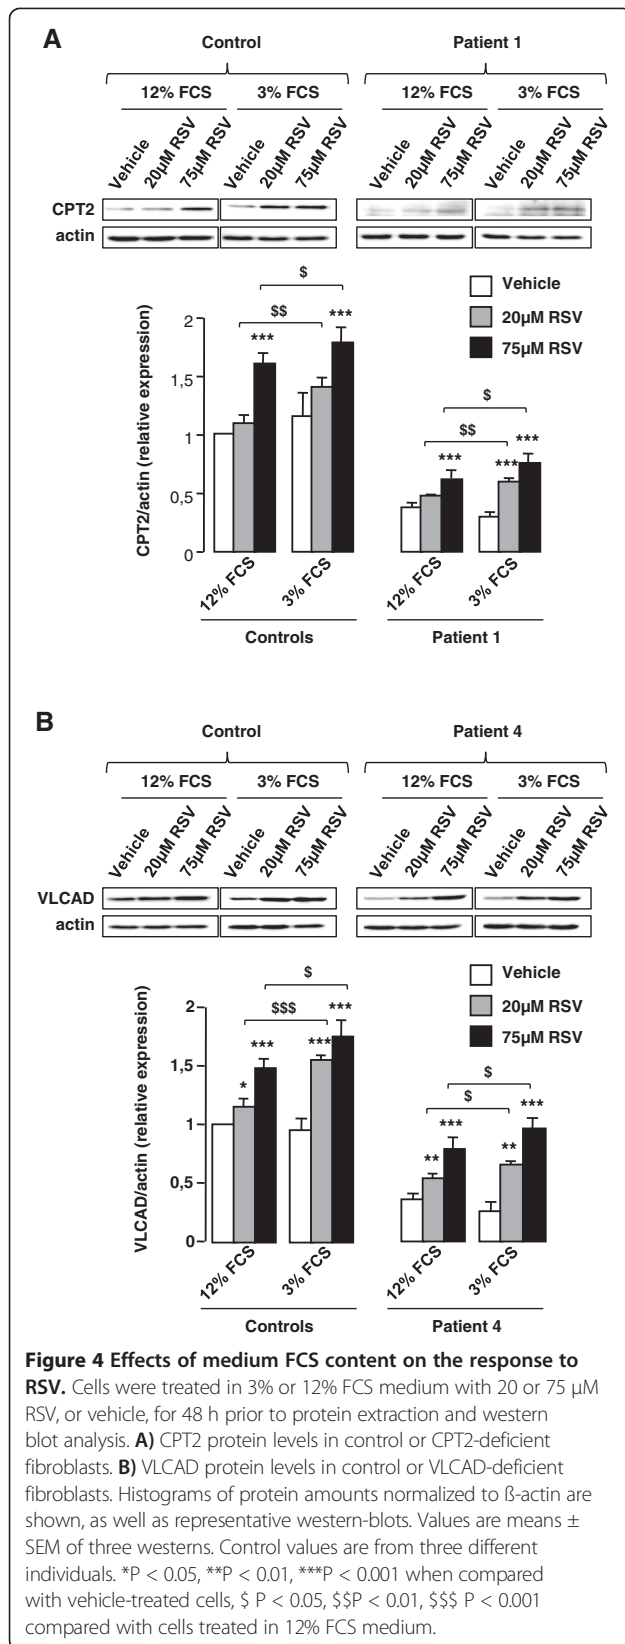 A
Control Patient 1
12% FCS 3% FCS 12% FCS 3% FCS
Vehicle 20µM RSV 75µM RSV Vehicle 20µM RSV 75µM RSV Vehicle 20µM RSV 75µM RSV Vehicle 20µM RSV 75µM RSV
CPT2
actin
CPT2/actin (relative expression)
2
1,5
1
0,5
0
Vehicle
20µM RSV
75µM RSV
$
$$
*** ***
$
$$
*** *** ***
12% FCS 3% FCS 12% FCS 3% FCS
Controls Patient 1
B
Control Patient 4
12% FCS 3% FCS 12% FCS 3% FCS
Vehicle 20µM RSV 75µM RSV Vehicle 20µM RSV 75µM RSV Vehicle 20µM RSV 75µM RSV Vehicle 20µM RSV 75µM RSV
VLCAD
actin
VLCAD/actin (relative expression)
2
1,5
1
0,5
0
Vehicle
20µM RSV
75µM RSV
$
$$$
* *** *** ***
$
$
** *** ** ***
12% FCS 3% FCS 12% FCS 3% FCS
Controls Patient 4
Figure 4 Effects of medium FCS content on the response to
RSV. Cells were treated in 3% or 12% FCS medium with 20 or 75 µM
RSV, or vehicle, for 48 h prior to protein extraction and western
blot analysis. A) CPT2 protein levels in control or CPT2-deficient
fibroblasts. B) VLCAD protein levels in control or VLCAD-deficient
fibroblasts. Histograms of protein amounts normalized to ß-actin are
shown, as well as representative western-blots. Values are means ±
SEM of three westerns. Control values are from three different
individuals. *P < 0.05, **P < 0.01, ***P < 0.001 when compared
with vehicle-treated cells, $ P < 0.05, $$P < 0.01, $$$ P < 0.001
compared with cells treated in 12% FCS medium.